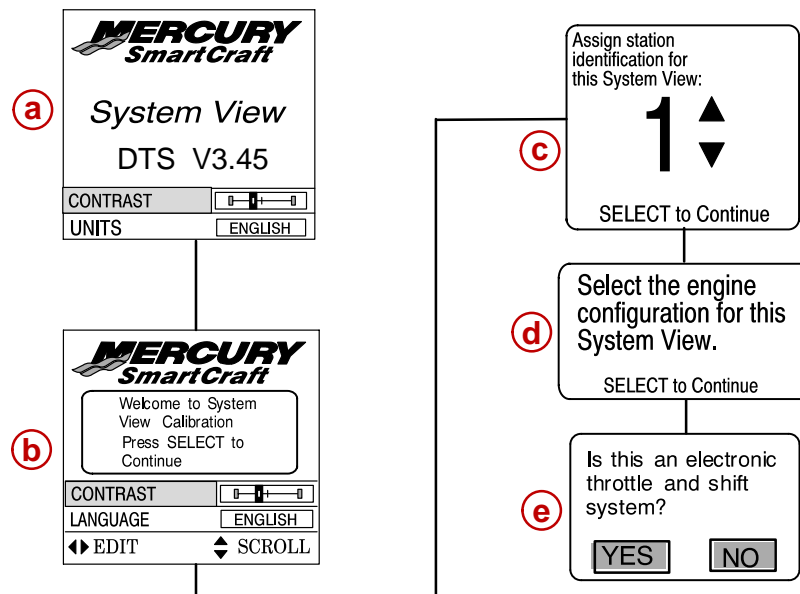 MERCURY
SmartCraft
a
System View
DTS V3.45
CONTRAST
UNITS ENGLISH
MERCURY
SmartCraft
b
Welcome to System
View Calibration
Press SELECT to
Continue
CONTRAST
LANGUAGE ENGLISH
EDIT SCROLL
Assign station
identification for
this System View:
c
1
SELECT to Continue
d
Select the engine
configuration for this
System View.
SELECT to Continue
e
Is this an electronic
throttle and shift
system?
YES NO